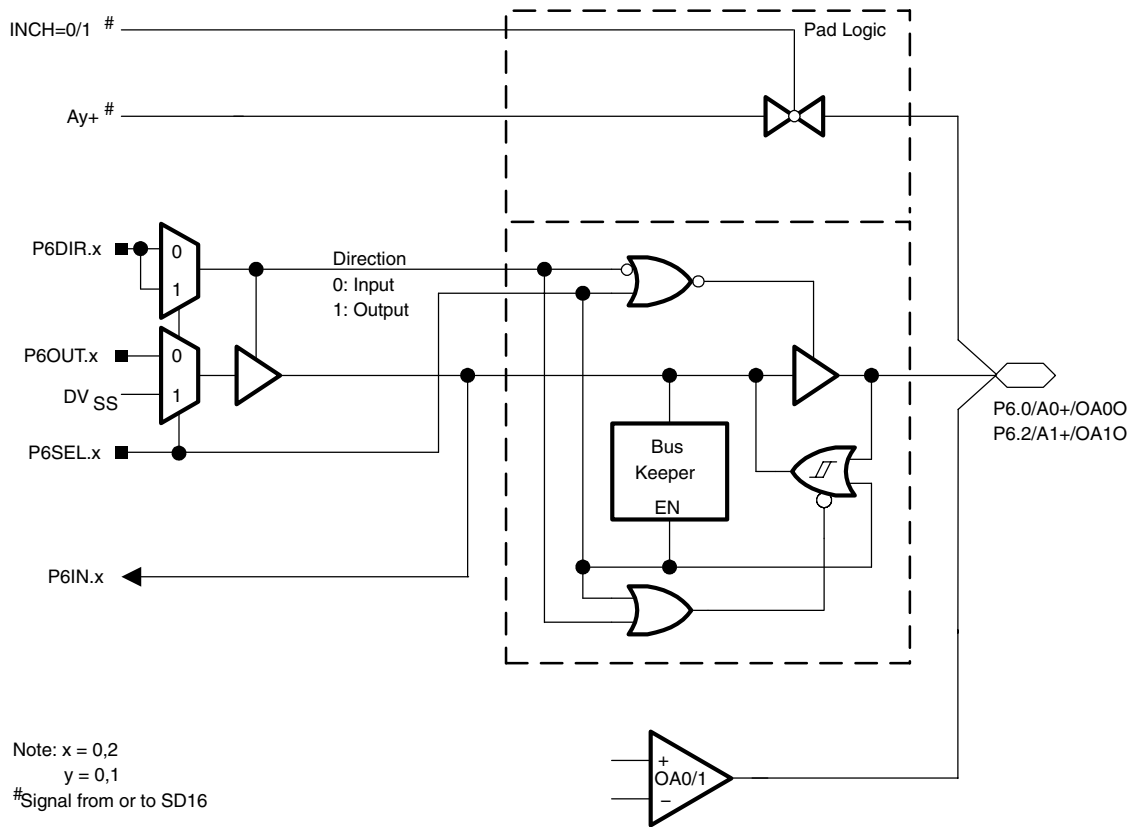 INCH=0/1 #
Pad Logic
Ay+ #
P6DIR.x
0
1
Direction
0: Input
1: Output
P6OUT.x
0
DVSS
1
P6SEL.x
P6.0/A0+/OA0O
P6.2/A1+/OA1O
Bus
Keeper
EN
P6IN.x
Note: x = 0,2
y = 0,1
#Signal from or to SD16
+
OA0/1
−